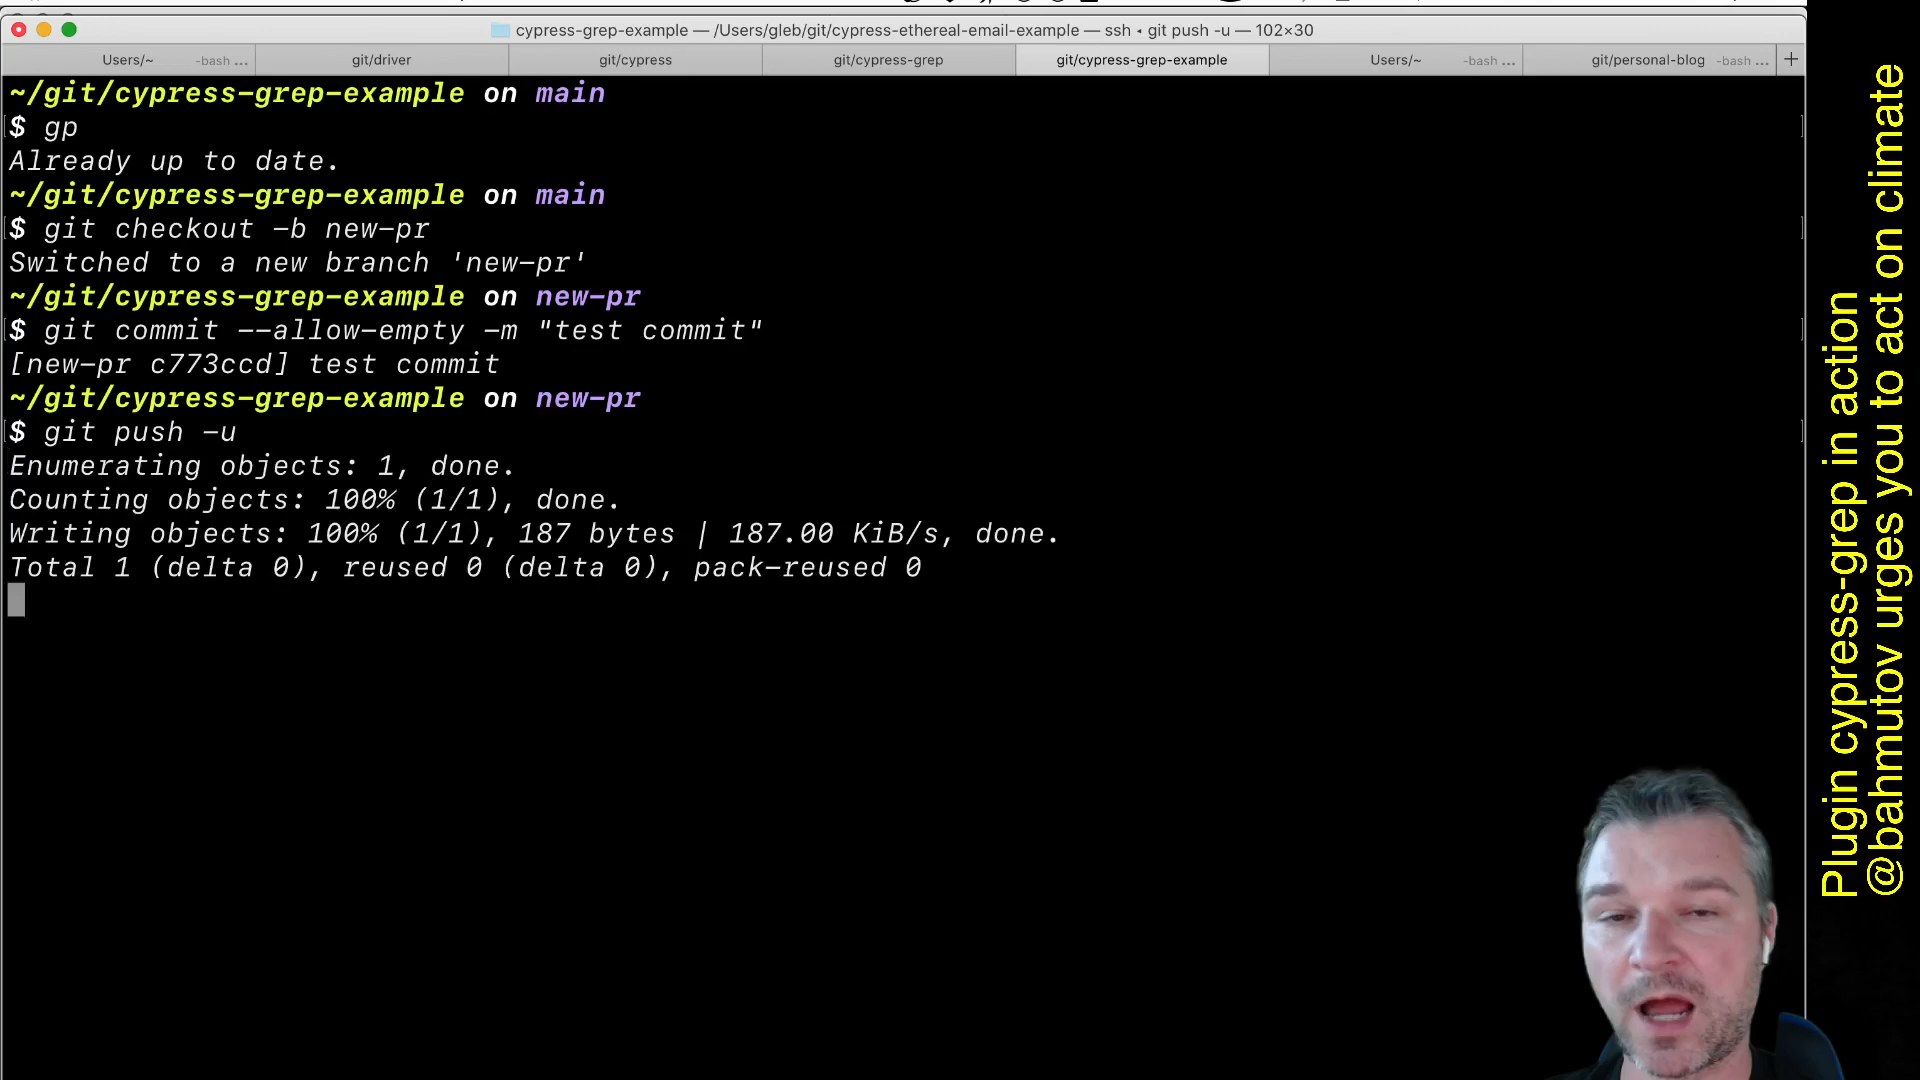 cypress-grep-example — /Users/gleb/git/cypress-ethereal-email-example — ssh ◂ git push -u — 102×30
Users/~ -bash ...
git/driver
git/cypress
git/cypress-grep
git/cypress-grep-example
Users/~ -bash ...
git/personal-blog -bash ...
+
~/git/cypress-grep-example on main
$ gp
Already up to date.
~/git/cypress-grep-example on main
$ git checkout -b new-pr
Switched to a new branch 'new-pr'
~/git/cypress-grep-example on new-pr
$ git commit --allow-empty -m "test commit"
[new-pr c773ccd] test commit
~/git/cypress-grep-example on new-pr
$ git push -u
Enumerating objects: 1, done.
Counting objects: 100% (1/1), done.
Writing objects: 100% (1/1), 187 bytes | 187.00 KiB/s, done.
Total 1 (delta 0), reused 0 (delta 0), pack-reused 0
Plugin cypress-grep in action
@bahmutov urges you to act on climate